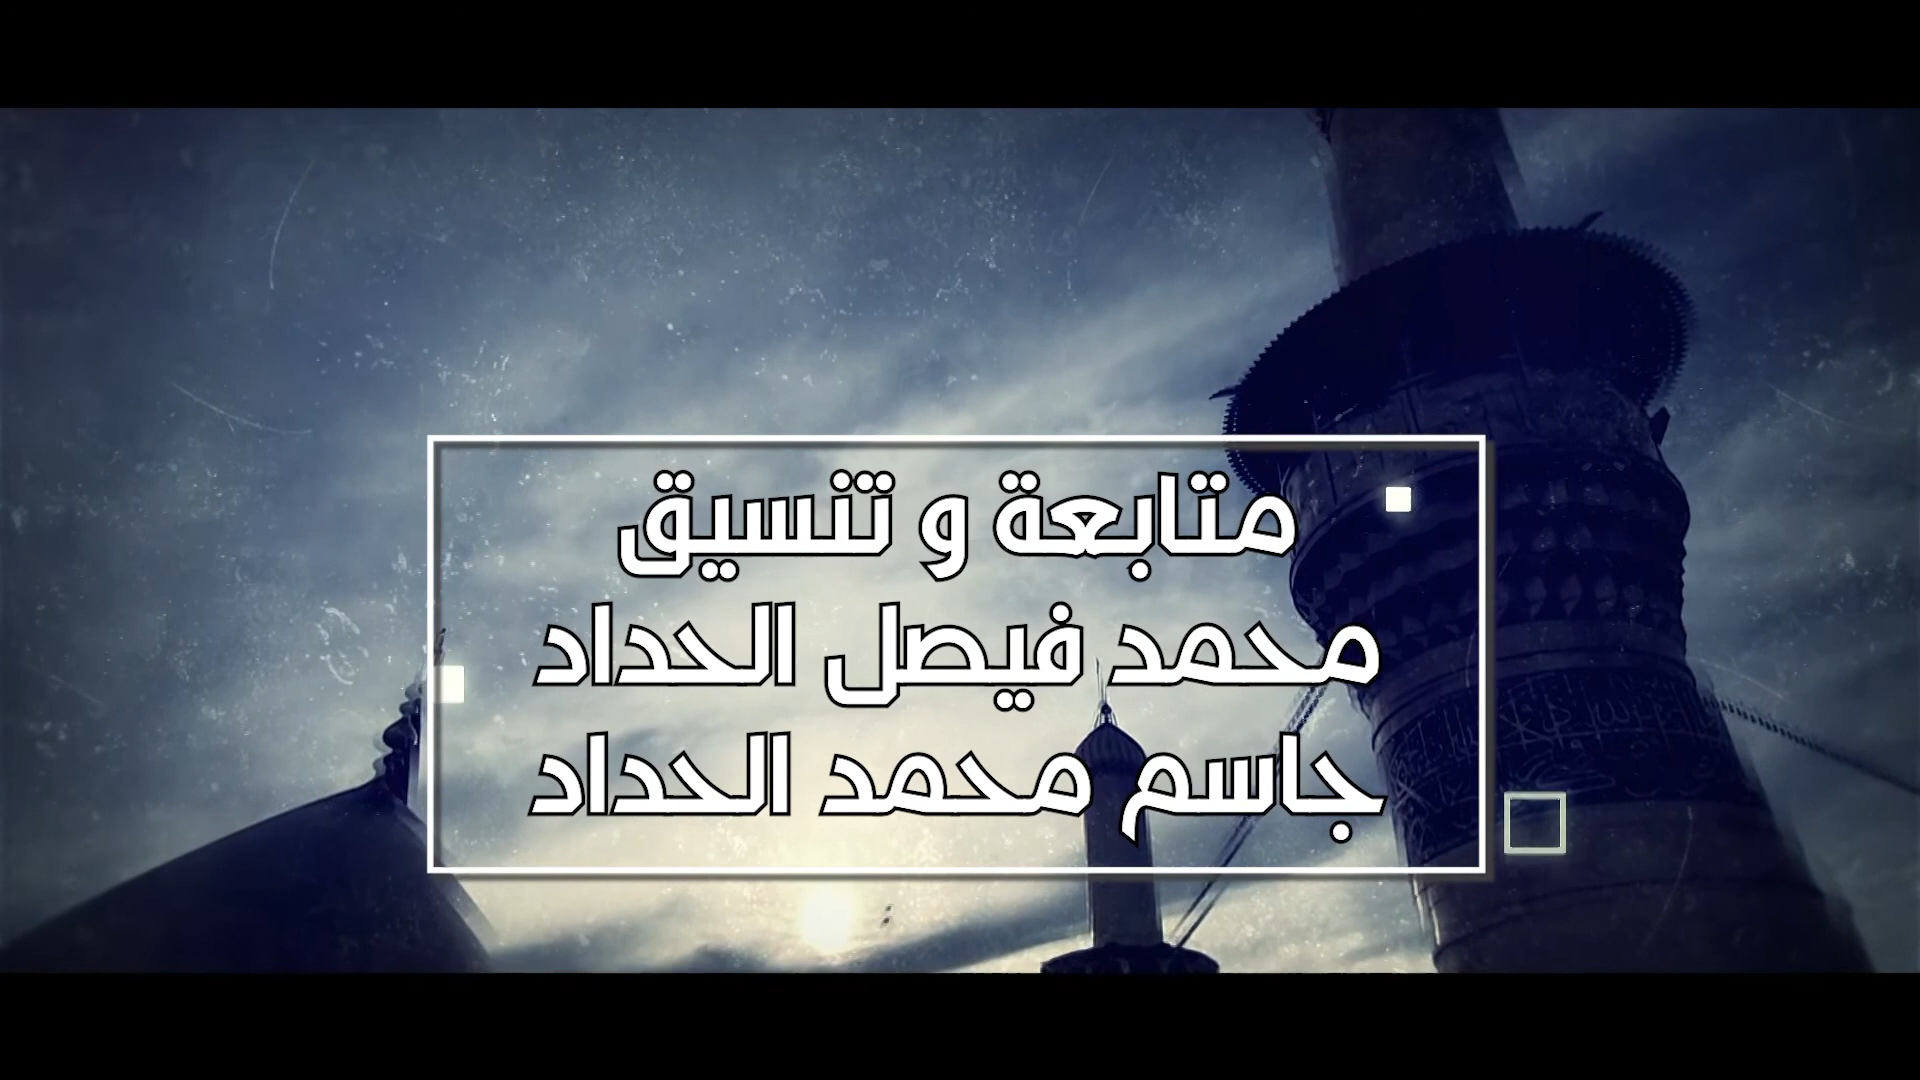 متابعة و تنسيق
محمد فيصل الحداد
جاسم محمد الحداد